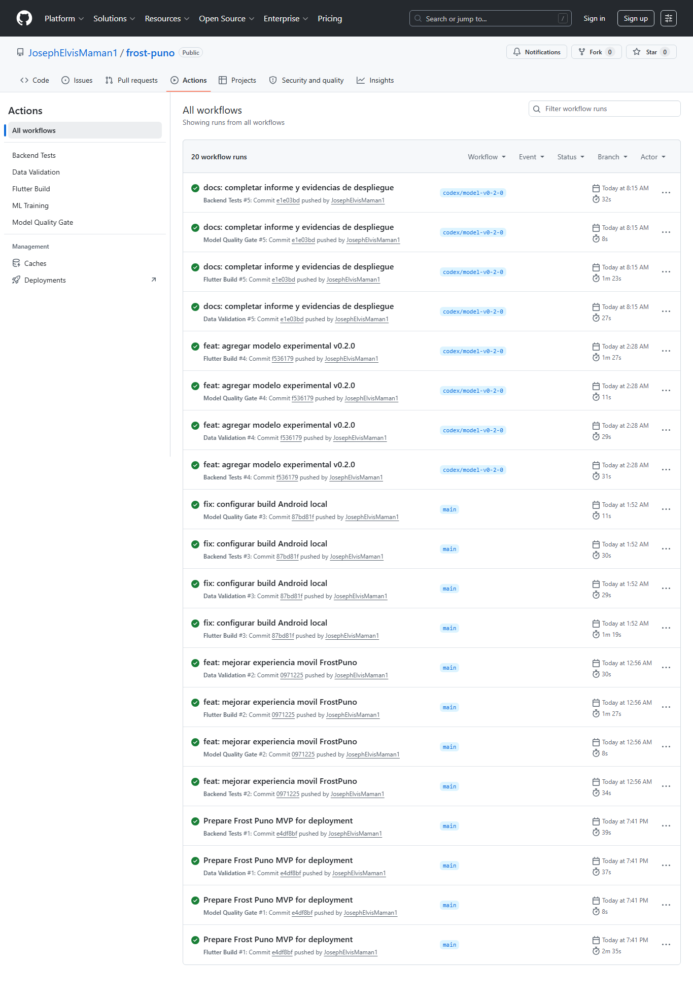 Platform Solutions Resources Open Source Enterprise Pricing Search or jump to... / Sign in Sign up
JosephElvisMaman1 / frost-puno Public Notifications Fork 0 Star 0
Code Issues Pull requests Actions Projects Security and quality Insights
Actions
All workflows
Backend Tests
Data Validation
Flutter Build
ML Training
Model Quality Gate
Management
Caches
Deployments
All workflows
Showing runs from all workflows
Filter workflow runs
20 workflow runs Workflow Event Status Branch Actor
docs: completar informe y evidencias de despliegue
Backend Tests #5: Commit e1e03bd pushed by JosephElvisMaman1
codex/model-v0-2-0
Today at 8:15 AM
32s
docs: completar informe y evidencias de despliegue
Model Quality Gate #5: Commit e1e03bd pushed by JosephElvisMaman1
codex/model-v0-2-0
Today at 8:15 AM
8s
docs: completar informe y evidencias de despliegue
Flutter Build #5: Commit e1e03bd pushed by JosephElvisMaman1
codex/model-v0-2-0
Today at 8:15 AM
1m 23s
docs: completar informe y evidencias de despliegue
Data Validation #5: Commit e1e03bd pushed by JosephElvisMaman1
codex/model-v0-2-0
Today at 8:15 AM
27s
feat: agregar modelo experimental v0.2.0
Flutter Build #4: Commit f536179 pushed by JosephElvisMaman1
codex/model-v0-2-0
Today at 2:28 AM
1m 27s
feat: agregar modelo experimental v0.2.0
Model Quality Gate #4: Commit f536179 pushed by JosephElvisMaman1
codex/model-v0-2-0
Today at 2:28 AM
11s
feat: agregar modelo experimental v0.2.0
Data Validation #4: Commit f536179 pushed by JosephElvisMaman1
codex/model-v0-2-0
Today at 2:28 AM
29s
feat: agregar modelo experimental v0.2.0
Backend Tests #4: Commit f536179 pushed by JosephElvisMaman1
codex/model-v0-2-0
Today at 2:28 AM
31s
fix: configurar build Android local
Model Quality Gate #3: Commit 87bd81f pushed by JosephElvisMaman1
main
Today at 1:52 AM
11s
fix: configurar build Android local
Backend Tests #3: Commit 87bd81f pushed by JosephElvisMaman1
main
Today at 1:52 AM
30s
fix: configurar build Android local
Data Validation #3: Commit 87bd81f pushed by JosephElvisMaman1
main
Today at 1:52 AM
29s
fix: configurar build Android local
Flutter Build #3: Commit 87bd81f pushed by JosephElvisMaman1
main
Today at 1:52 AM
1m 19s
feat: mejorar experiencia movil FrostPuno
Data Validation #2: Commit 0971225 pushed by JosephElvisMaman1
main
Today at 12:56 AM
30s
feat: mejorar experiencia movil FrostPuno
Flutter Build #2: Commit 0971225 pushed by JosephElvisMaman1
main
Today at 12:56 AM
1m 27s
feat: mejorar experiencia movil FrostPuno
Model Quality Gate #2: Commit 0971225 pushed by JosephElvisMaman1
main
Today at 12:56 AM
8s
feat: mejorar experiencia movil FrostPuno
Backend Tests #2: Commit 0971225 pushed by JosephElvisMaman1
main
Today at 12:56 AM
34s
Prepare Frost Puno MVP for deployment
Backend Tests #1: Commit e4df8bf pushed by JosephElvisMaman1
main
Today at 7:41 PM
39s
Prepare Frost Puno MVP for deployment
Data Validation #1: Commit e4df8bf pushed by JosephElvisMaman1
main
Today at 7:41 PM
37s
Prepare Frost Puno MVP for deployment
Model Quality Gate #1: Commit e4df8bf pushed by JosephElvisMaman1
main
Today at 7:41 PM
8s
Prepare Frost Puno MVP for deployment
Flutter Build #1: Commit e4df8bf pushed by JosephElvisMaman1
main
Today at 7:41 PM
2m 35s